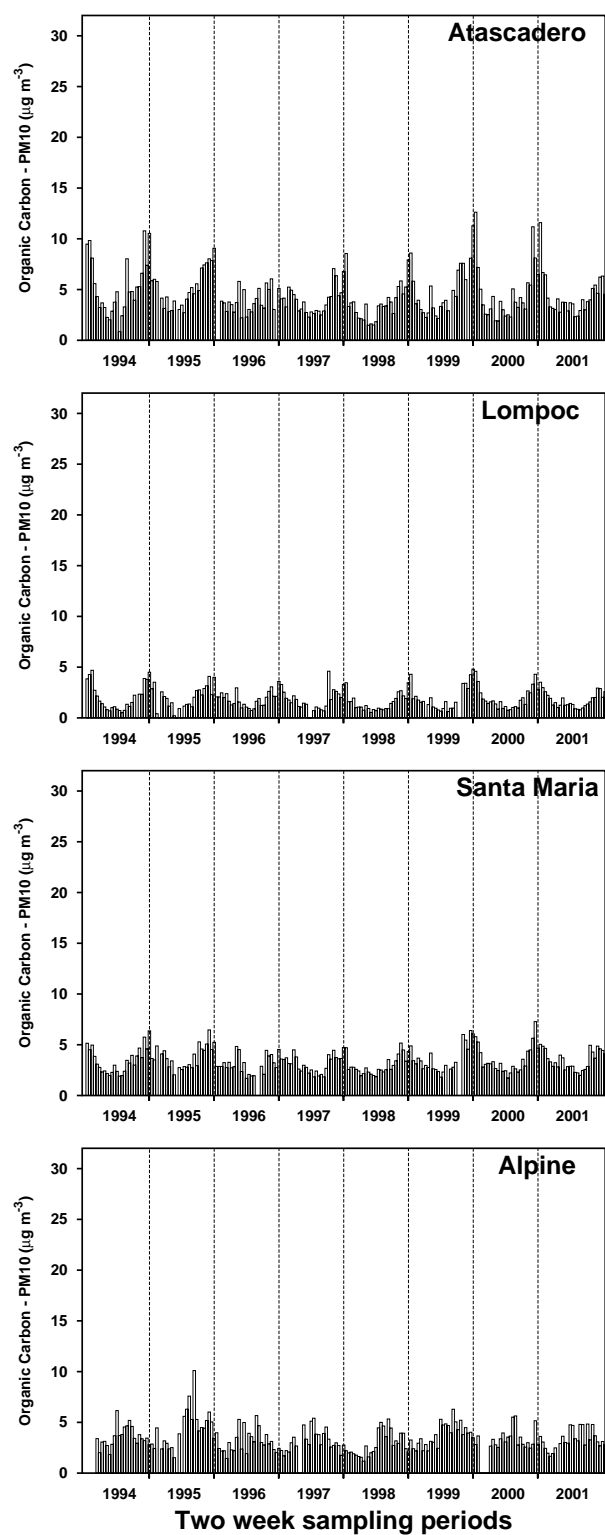 Atascadero
Organic Carbon - PM10 (μg m-3)
30
25
20
15
10
5
0
1994 1995 1996 1997 1998 1999 2000 2001
Lompoc
Organic Carbon - PM10 (μg m-3)
30
25
20
15
10
5
0
1994 1995 1996 1997 1998 1999 2000 2001
Santa Maria
Organic Carbon - PM10 (μg m-3)
30
25
20
15
10
5
0
1994 1995 1996 1997 1998 1999 2000 2001
Alpine
Organic Carbon - PM10 (μg m-3)
30
25
20
15
10
5
0
1994 1995 1996 1997 1998 1999 2000 2001
Two week sampling periods